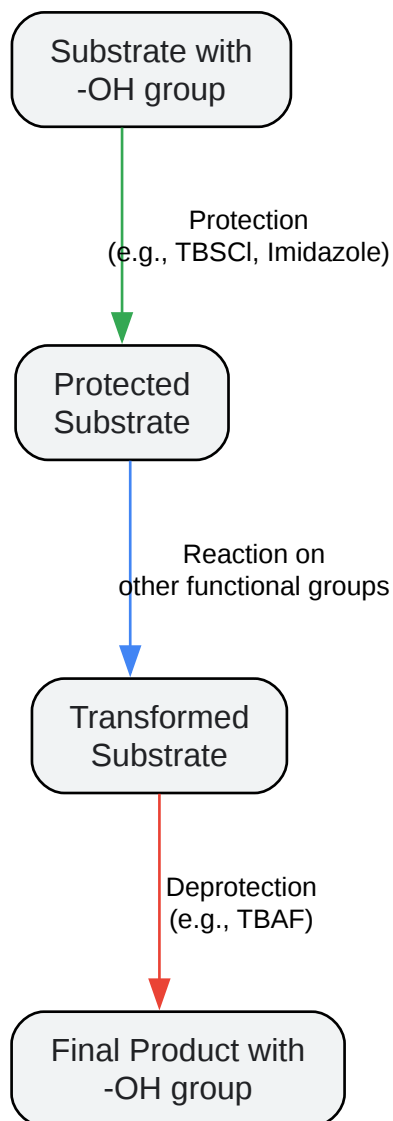 Substrate with
-OH group
Protection
(e.g., TBSCl, Imidazole)
Protected
Substrate
Reaction on
other functional groups
Transformed
Substrate
Deprotection
(e.g., TBAF)
Final Product with
-OH group